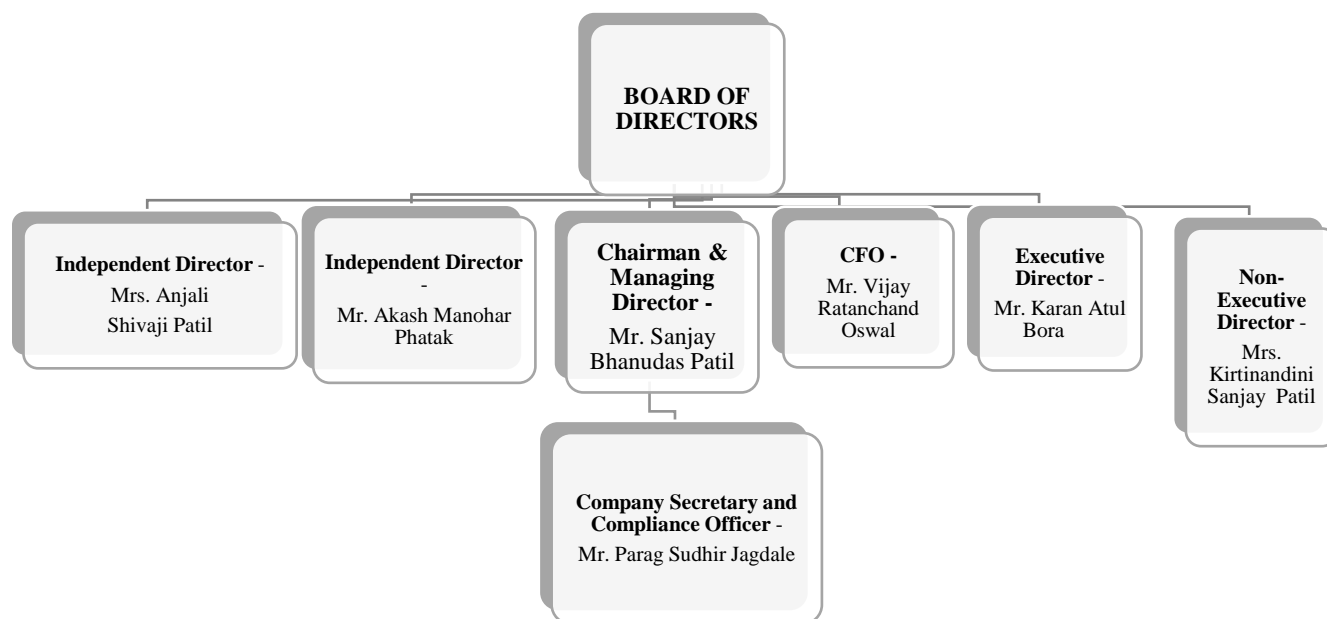 BOARD OF
DIRECTORS
Independent Director -
Mrs. Anjali
Shivaji Patil
Independent Director
-
Mr. Akash Manohar
Phatak
Chairman &
Managing
Director -
Mr. Sanjay
Bhanudas Patil
CFO -
Mr. Vijay
Ratanchand
Oswal
Executive
Director -
Mr. Karan Atul
Bora
Non-
Executive
Director -
Mrs.
Kirtinandini
Sanjay Patil
Company Secretary and
Compliance Officer -
Mr. Parag Sudhir Jagdale